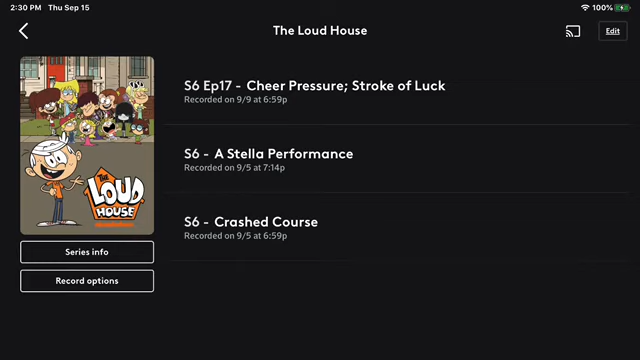 2:30 PM Thu Sep 15
100%
The Loud House
Edit
S6 Ep17 - Cheer Pressure; Stroke of Luck
Recorded on 9/9 at 6:59p
S6 - A Stella Performance
Recorded on 9/5 at 7:14p
S6 - Crashed Course
Recorded on 9/5 at 6:59p
THE
LOUD
HOUSE
Series info
Record options